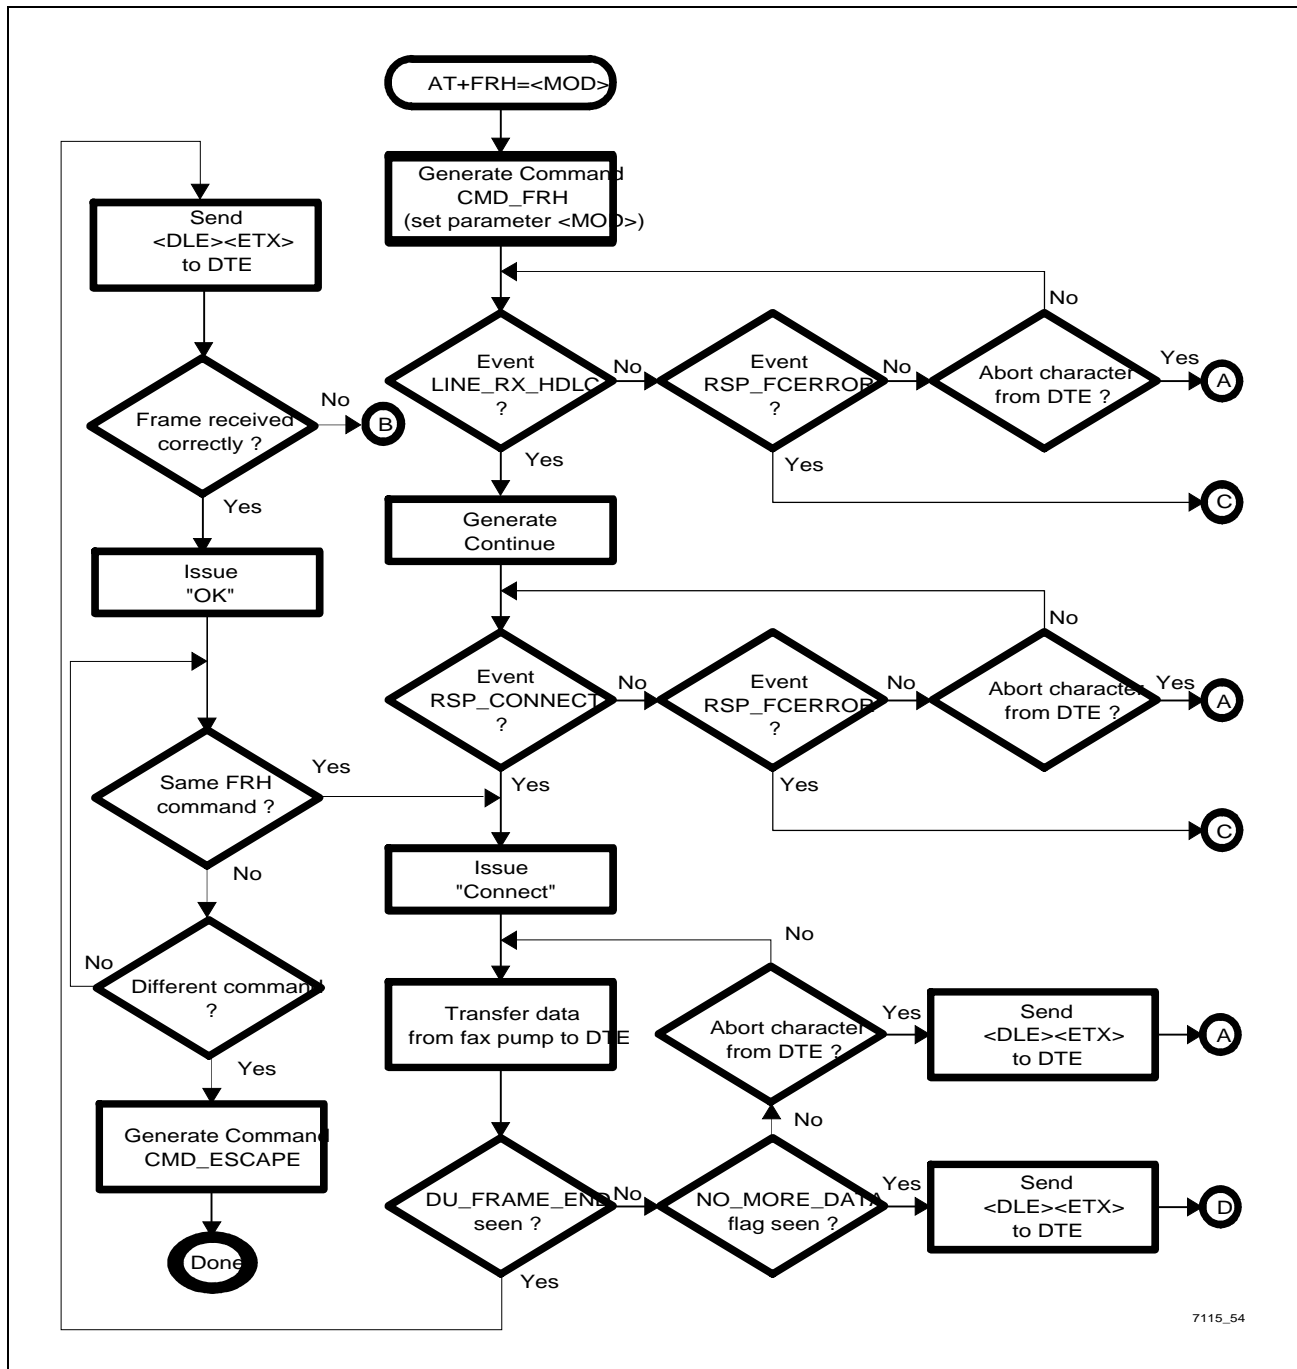 AT+FRH=<MOD>
Generate Command
CMD_FRH
(set parameter <MOD>)
Send
<DLE><ETX>
to DTE
No
Event
LINE_RX_HDLC
?
No
Event
RSP_FCERROR
?
No
Abort character
from DTE ?
Yes
A
Frame received
correctly ?
No
B
Yes
Yes
C
Yes
Generate
Continue
Issue
"OK"
No
Event
RSP_CONNECT
?
No
Event
RSP_FCERROR
?
No
Abort character
from DTE ?
Yes
A
Same FRH
command ?
Yes
Yes
Yes
C
No
Issue
"Connect"
No
Different command
?
No
Transfer data
from fax pump to DTE
Abort character
from DTE ?
Yes
Send
<DLE><ETX>
to DTE
A
Yes
No
Generate Command
CMD_ESCAPE
DU_FRAME_END
seen ?
No
NO_MORE_DATA
flag seen ?
Yes
Send
<DLE><ETX>
to DTE
D
Done
Yes
7115_54